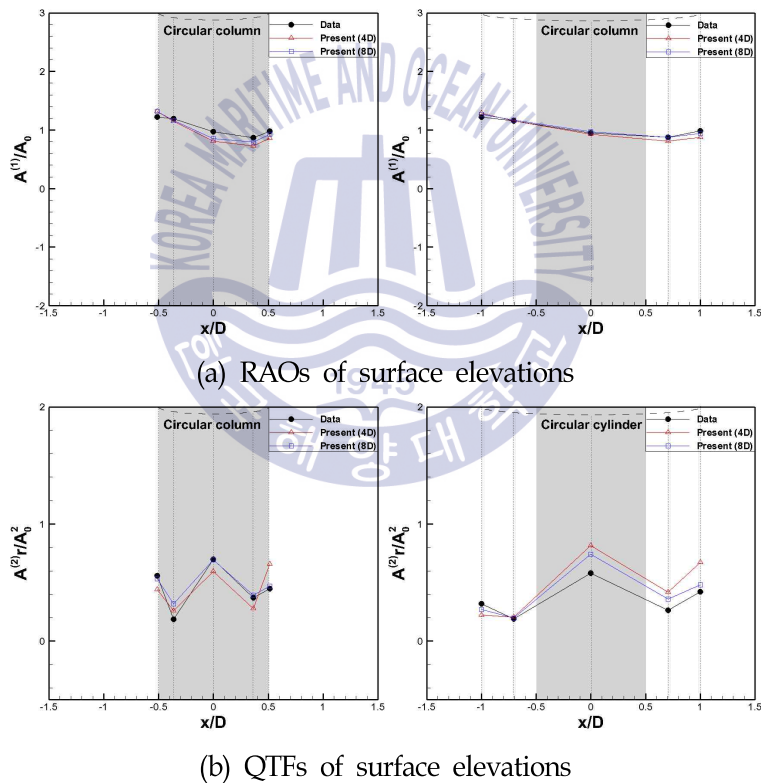 3
2
1
0
-1
-2
A(1)/A0
Circular column
Data
Present (4D)
Present (8D)
-1.5 -1 -0.5 0 0.5 1 1.5
x/D
3
2
1
0
-1
-2
A(1)/A0
Circular column
Data
Present (4D)
Present (8D)
-1.5 -1 -0.5 0 0.5 1 1.5
x/D
KOREA MARITIME AND OCEAN UNIVERSITY
1945
(a) RAOs of surface elevations
2
1
0
A(2)r/A0²
Circular column
Data
Present (4D)
Present (8D)
-1.5 -1 -0.5 0 0.5 1 1.5
x/D
2
1
0
A(2)r/A0²
Circular cylinder
Data
Present (4D)
Present (8D)
-1.5 -1 -0.5 0 0.5 1 1.5
x/D
해양대
(b) QTFs of surface elevations